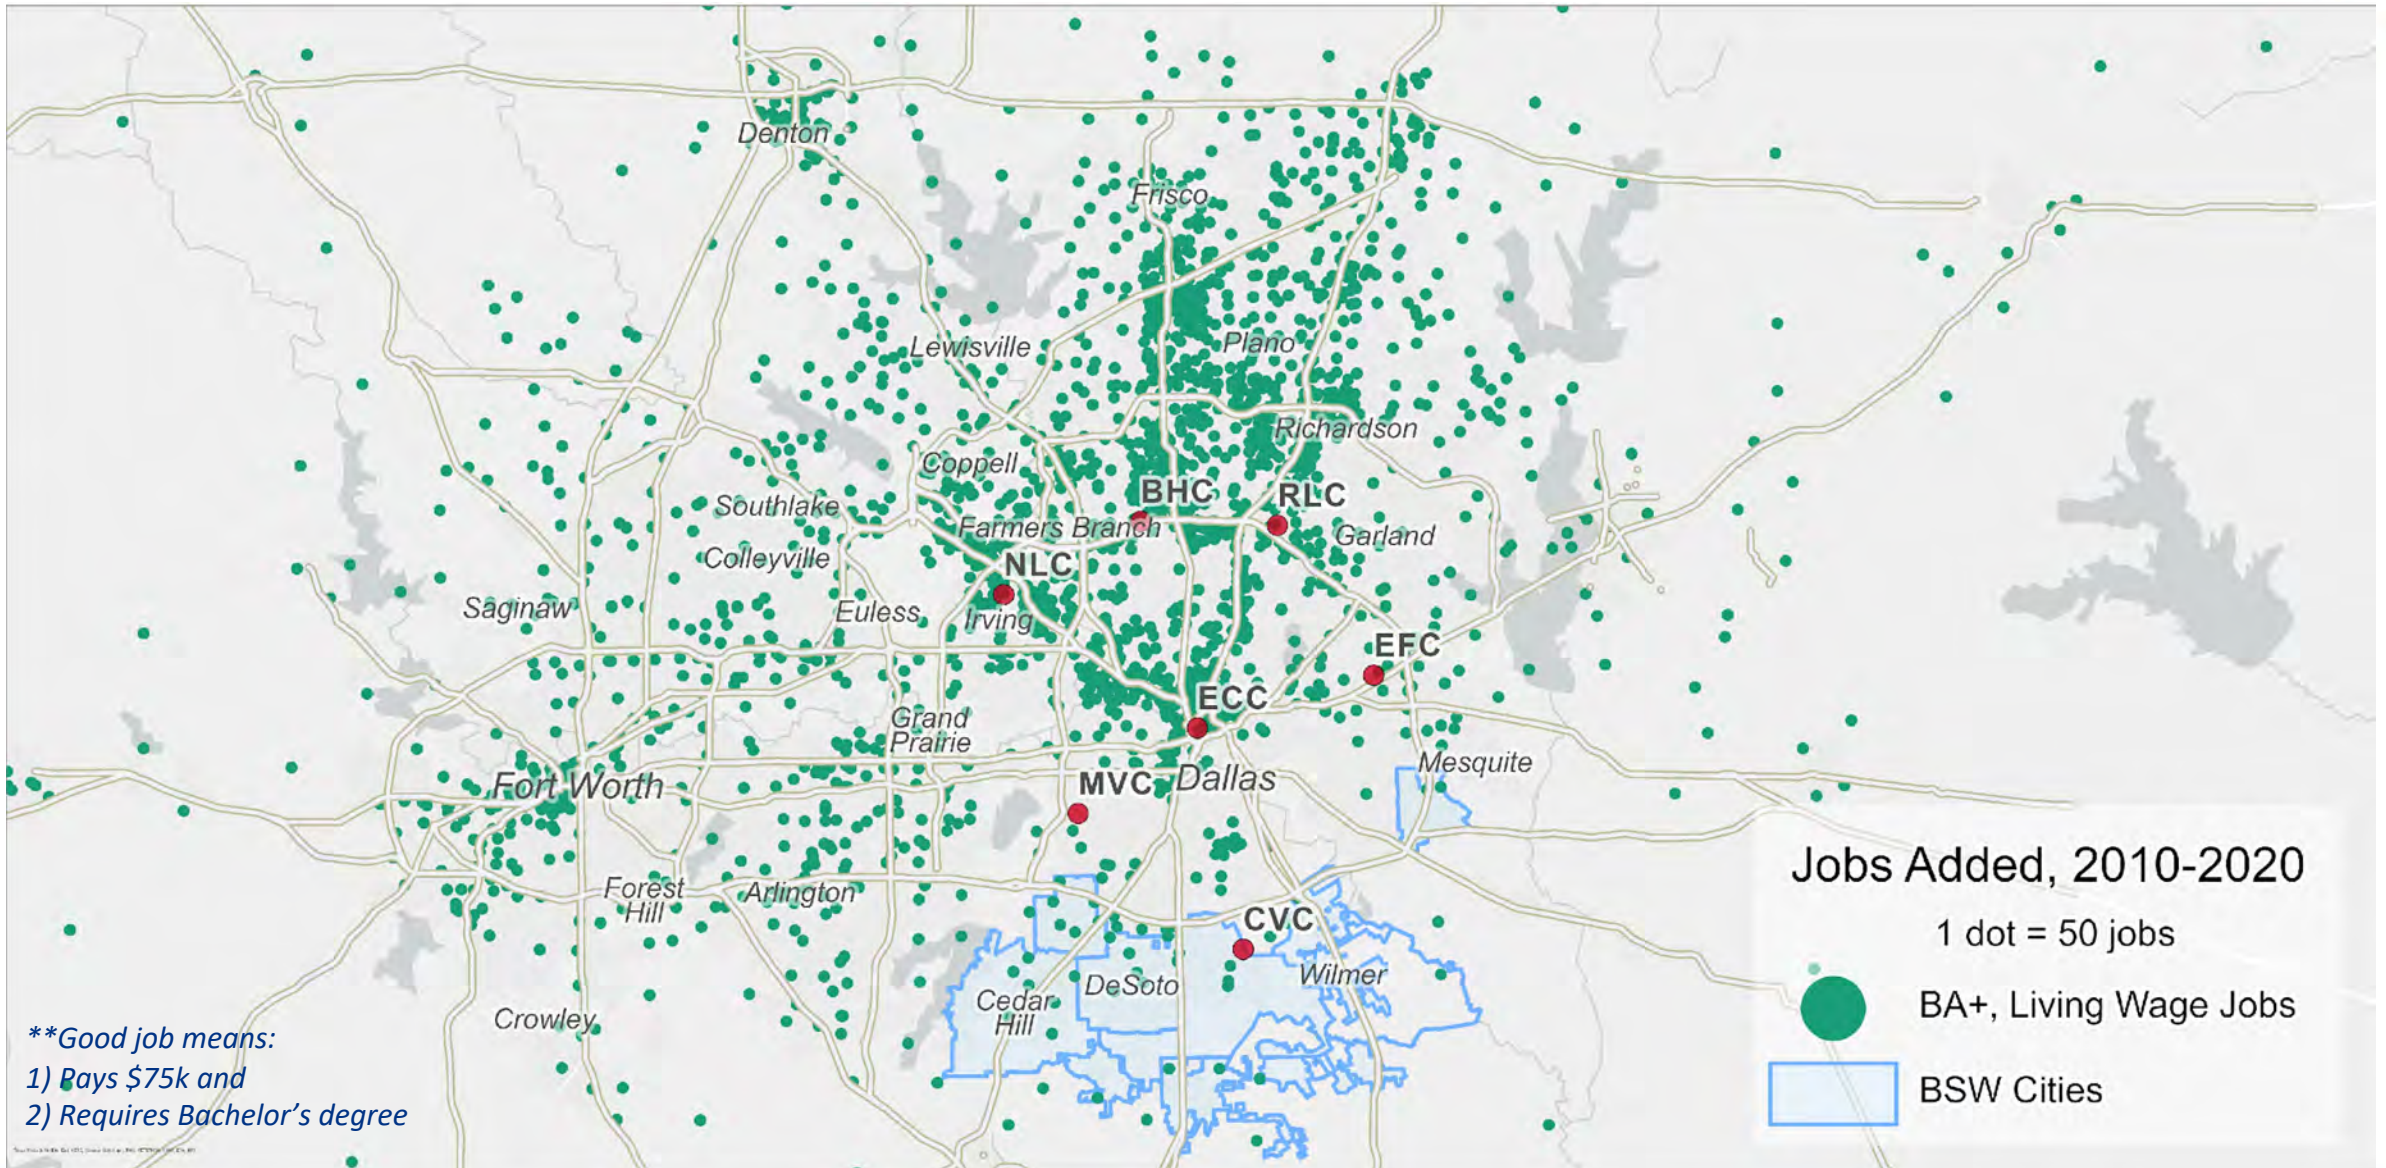 Denton
Frisco
Lewisville
Plano
Richardson
Coppell
BHC
RLC
Southlake
Farmers Branch
Garland
Colleyville
NLC
Saginaw
Euless
Irving
EFC
ECC
Grand
Prairie
Mesquite
Fort Worth
MVC
Dallas
Forest
Hill
Arlington
CVC
DeSoto
Wilmer
Cedar
Hill
Crowley
**Good job means:
1) Pays $75k and
2) Requires Bachelor's degree
Jobs Added, 2010-2020
1 dot = 50 jobs
BA+, Living Wage Jobs
BSW Cities